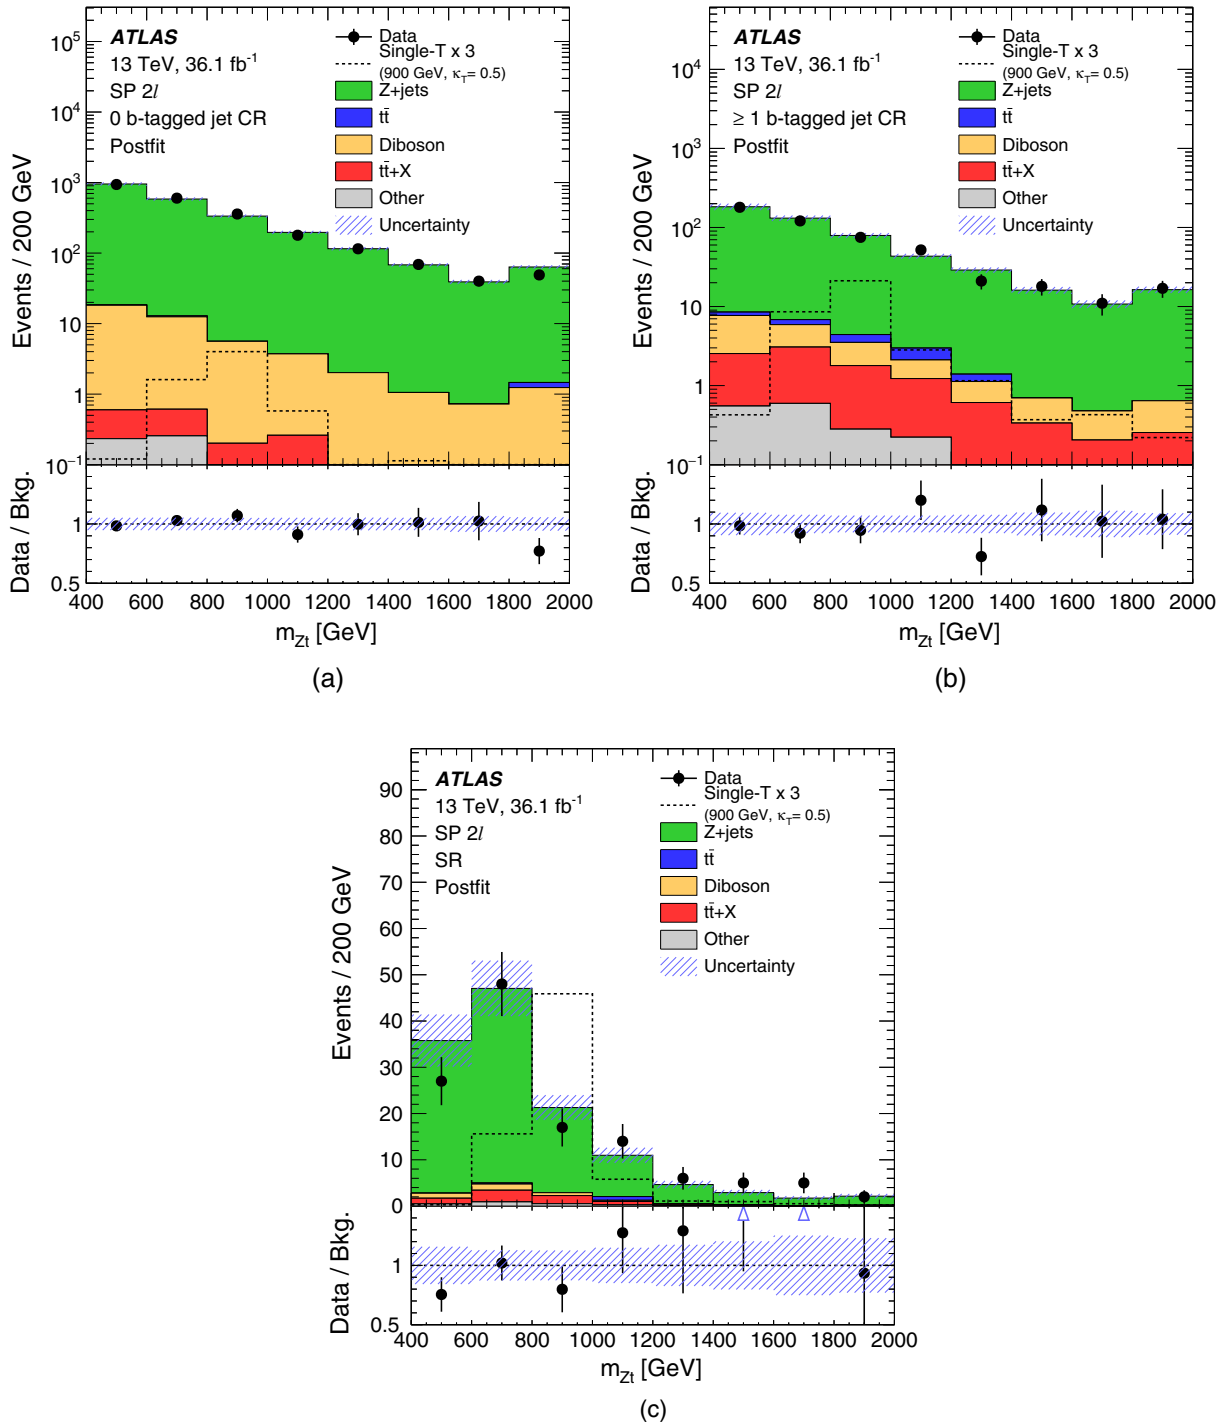 ATLAS
13 TeV, 36.1 fb⁻¹
SP 2l
0 b-tagged jet CR
Postfit
Data
Single-T x 3
(900 GeV, κ_T= 0.5)
Z+jets
tt̄
Diboson
tt̄+X
Other
Uncertainty
Events / 200 GeV
10⁵
10⁴
10³
10²
10
1
10⁻¹
Data / Bkg.
1
0.5
400 600 800 1000 1200 1400 1600 1800 2000
m_Zt [GeV]
(a)
ATLAS
13 TeV, 36.1 fb⁻¹
SP 2l
≥ 1 b-tagged jet CR
Postfit
Data
Single-T x 3
(900 GeV, κ_T= 0.5)
Z+jets
tt̄
Diboson
tt̄+X
Other
Uncertainty
Events / 200 GeV
10⁴
10³
10²
10
1
10⁻¹
Data / Bkg.
1
0.5
400 600 800 1000 1200 1400 1600 1800 2000
m_Zt [GeV]
(b)
ATLAS
13 TeV, 36.1 fb⁻¹
SP 2l
SR
Postfit
Data
Single-T x 3
(900 GeV, κ_T= 0.5)
Z+jets
tt̄
Diboson
tt̄+X
Other
Uncertainty
Events / 200 GeV
90
80
70
60
50
40
30
20
10
0
Data / Bkg.
1
0.5
400 600 800 1000 1200 1400 1600 1800 2000
m_Zt [GeV]
(c)